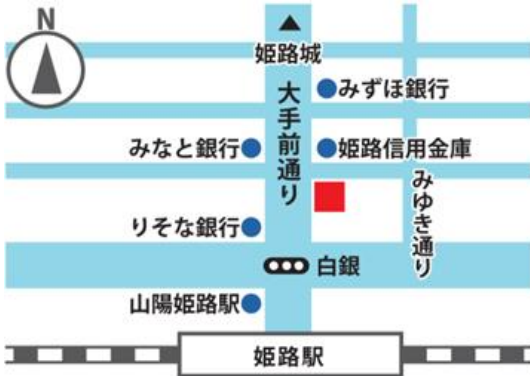 N
姫路城
大手前通り
みずほ銀行
みなと銀行
姫路信用金庫
みゆき通り
りそな銀行
白銀
山陽姫路駅
姫路駅